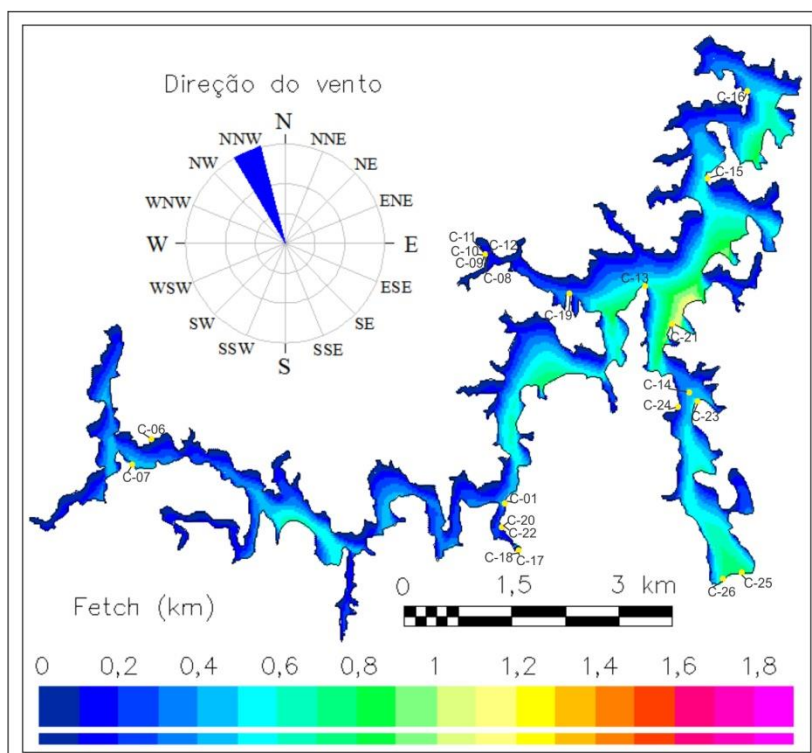 Direção do vento
N
NNW
NNE
NW
NE
WNW
ENE
W
E
WSW
ESE
SW
SE
SSW
SSE
S
C-16
C-15
C-11
C-12
C-10
C-09
C-08
C-13
C-19
C-21
C-14
C-24
C-23
C-06
C-07
C-01
C-20
C-22
C-18
C-17
C-25
C-26
0 1,5 3 km
Fetch (km)
0 0,2 0,4 0,6 0,8 1 1,2 1,4 1,6 1,8